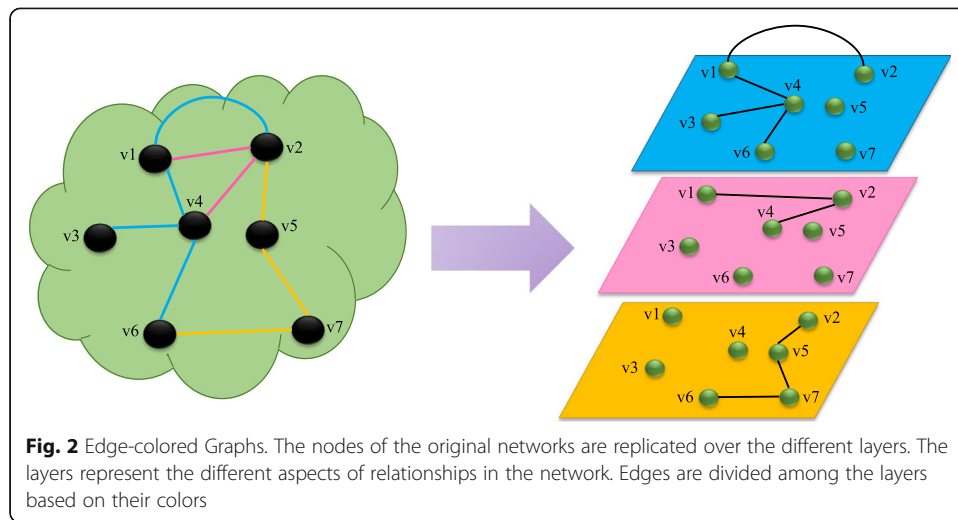 v1
v2
v4
v3
v5
v6
v7
v1
v2
v4
v5
v3
v6
v7
v1
v2
v4
v5
v3
v6
v7
v1
v2
v4
v5
v3
v6
v7
Fig. 2 Edge-colored Graphs. The nodes of the original networks are replicated over the different layers. The
layers represent the different aspects of relationships in the network. Edges are divided among the layers
based on their colors